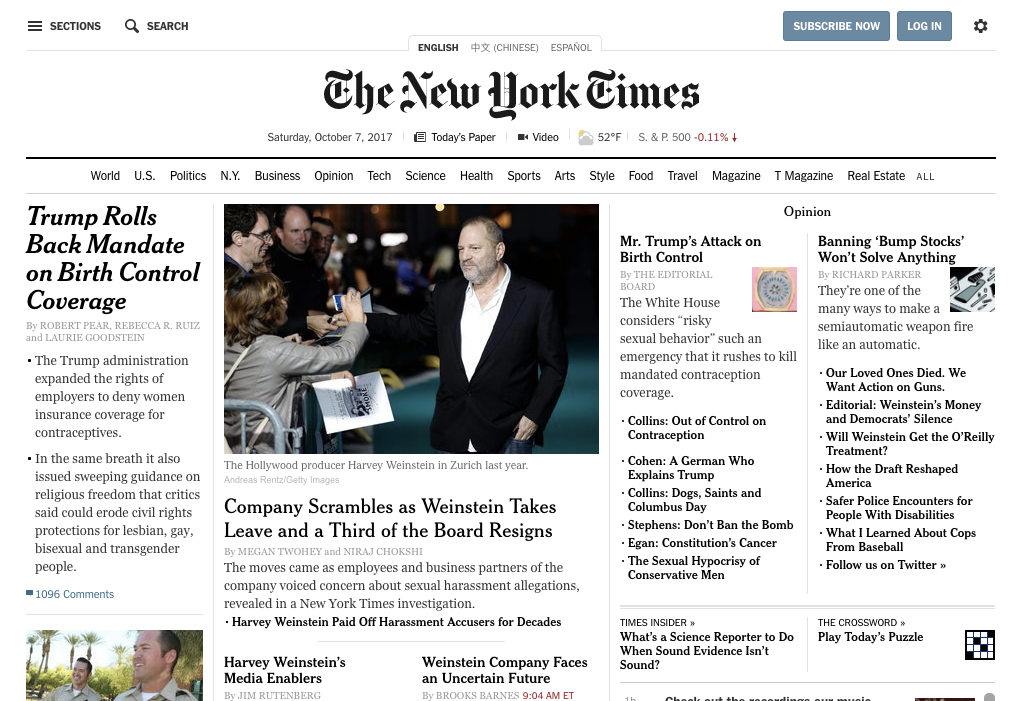 SECTIONS
SEARCH
SUBSCRIBE NOW
LOG IN
ENGLISH
中文 (CHINESE)
ESPAÑOL
The New York Times
Saturday, October 7, 2017
Today's Paper
Video
52°F
S. & P. 500 -0.11% ↓
World
U.S.
Politics
N.Y.
Business
Opinion
Tech
Science
Health
Sports
Arts
Style
Food
Travel
Magazine
T Magazine
Real Estate
ALL
Trump Rolls
Back Mandate
on Birth Control
Coverage
By ROBERT PEAR, REBECCA R. RUIZ
and LAURIE GOODSTEIN
• The Trump administration
expanded the rights of
employers to deny women
insurance coverage for
contraceptives.
• In the same breath it also
issued sweeping guidance on
religious freedom that critics
said could erode civil rights
protections for lesbian, gay,
bisexual and transgender
people.
1096 Comments
The Hollywood producer Harvey Weinstein in Zurich last year.
Andreas Rentz/Getty Images
Company Scrambles as Weinstein Takes
Leave and a Third of the Board Resigns
By MEGAN TWOHEY and NIRAJ CHOKSHI
The moves came as employees and business partners of the
company voiced concern about sexual harassment allegations,
revealed in a New York Times investigation.
• Harvey Weinstein Paid Off Harassment Accusers for Decades
Harvey Weinstein's
Media Enablers
By JIM RUTENBERG
Weinstein Company Faces
an Uncertain Future
By BROOKS BARNES 9:04 AM ET
Opinion
Mr. Trump's Attack on
Birth Control
By THE EDITORIAL
BOARD
The White House
considers “risky
sexual behavior” such an
emergency that it rushes to kill
mandated contraception
coverage.
• Collins: Out of Control on
Contraception
• Cohen: A German Who
Explains Trump
• Collins: Dogs, Saints and
Columbus Day
• Stephens: Don't Ban the Bomb
• Egan: Constitution's Cancer
• The Sexual Hypocrisy of
Conservative Men
Banning ‘Bump Stocks’
Won't Solve Anything
By RICHARD PARKER
They're one of the
many ways to make a
semiautomatic weapon fire
like an automatic.
• Our Loved Ones Died. We
Want Action on Guns.
• Editorial: Weinstein's Money
and Democrats' Silence
• Will Weinstein Get the O'Reilly
Treatment?
• How the Draft Reshaped
America
• Safer Police Encounters for
People With Disabilities
• What I Learned About Cops
From Baseball
• Follow us on Twitter »
TIMES INSIDER »
What's a Science Reporter to Do
When Sound Evidence Isn't
Sound?
THE CROSSWORD »
Play Today's Puzzle
1h
Check out the recordings our music